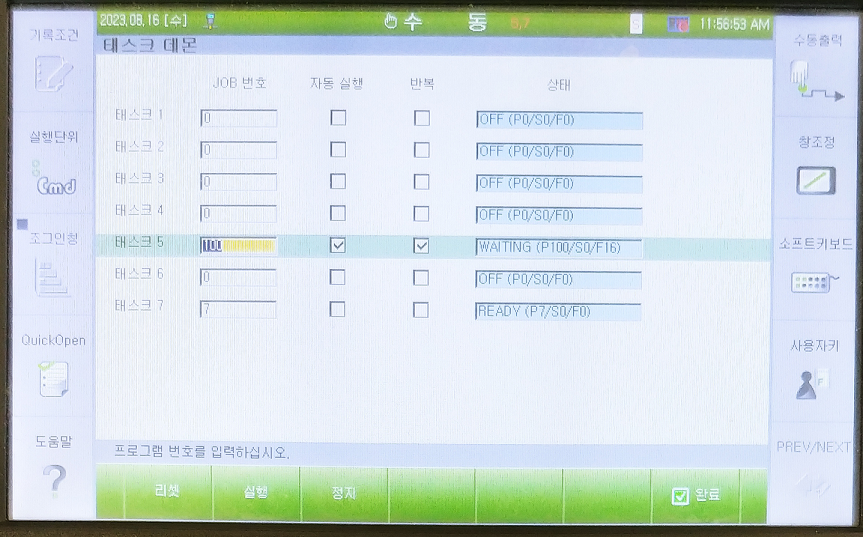 2023.08.16 [수] 수 동 S,7 S 11:56:53 AM
태스크 데몬
기록조건
실행단위
Cmd
조그인칭
QuickOpen
도움말
JOB 번호 자동 실행 반복 상태
태스크 1 0 OFF (P0/S0/F0)
태스크 2 0 OFF (P0/S0/F0)
태스크 3 0 OFF (P0/S0/F0)
태스크 4 0 OFF (P0/S0/F0)
태스크 5 100 WAITING (P100/S0/F16)
태스크 6 0 OFF (P0/S0/F0)
태스크 7 7 READY (P7/S0/F0)
프로그램 번호를 입력하십시오.
리셋 실행 정지 완료
수동출력
창조정
소프트키보드
사용자키
F
PREV/NEXT